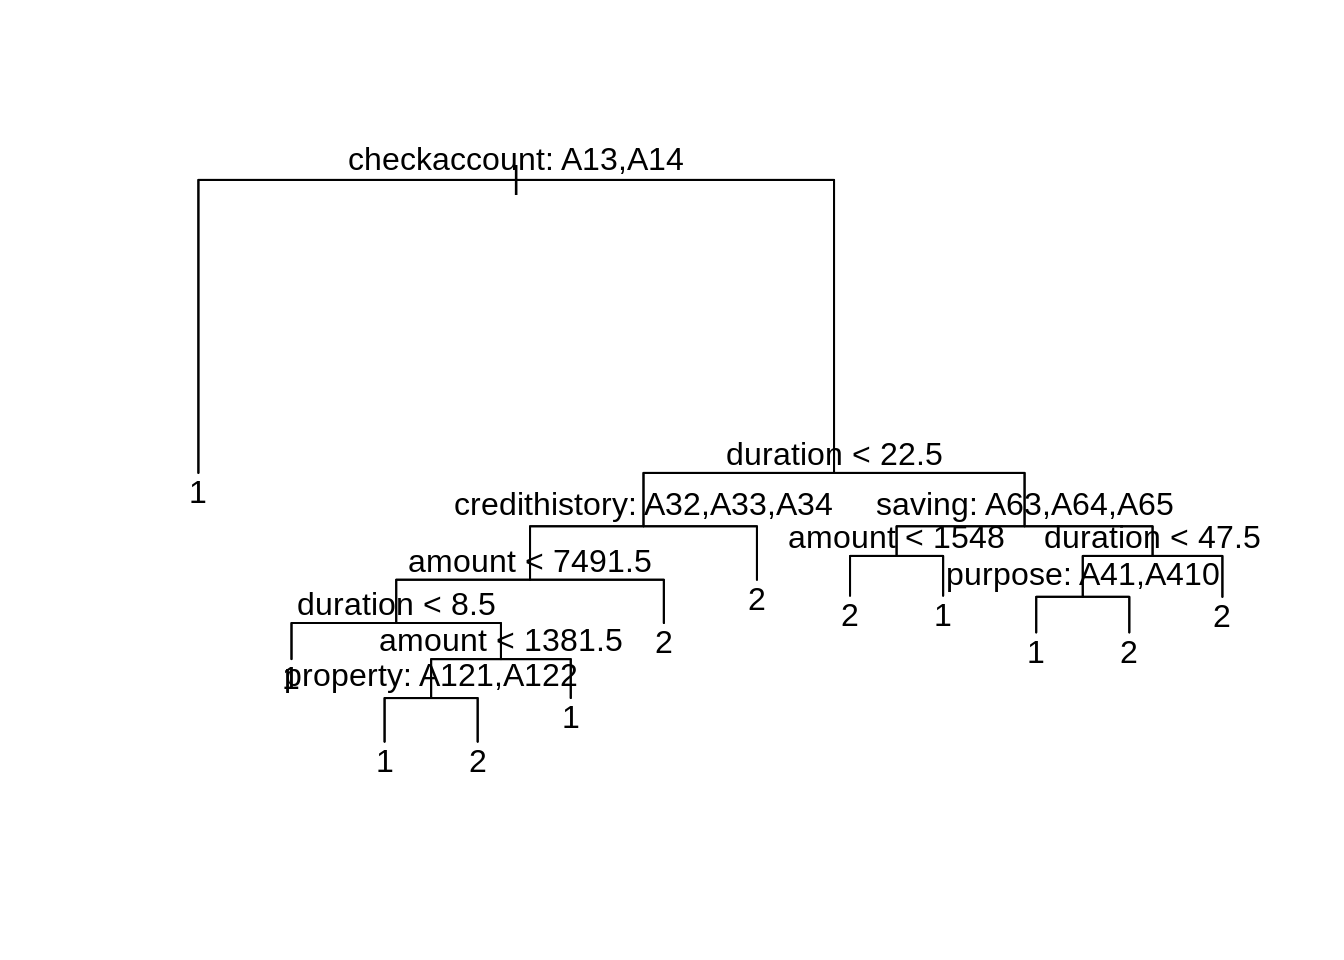 checkaccount: A13,A14
duration < 22.5
1
credithistory: A32,A33,A34
saving: A63,A64,A65
amount < 1548
duration < 47.5
amount < 7491.5
purpose: A41,A410
2
duration < 8.5
2
1
2
amount < 1381.5
2
1
2
1
property: A121,A122
1
1
2